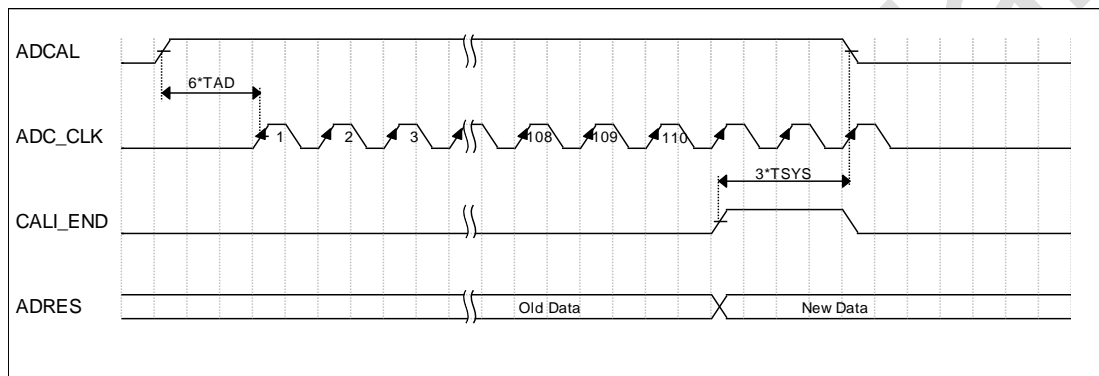 ADCAL
6*TAD
ADC_CLK 1 2 3 108 109 110
3*TSYS
CALI_END
ADRES Old Data New Data